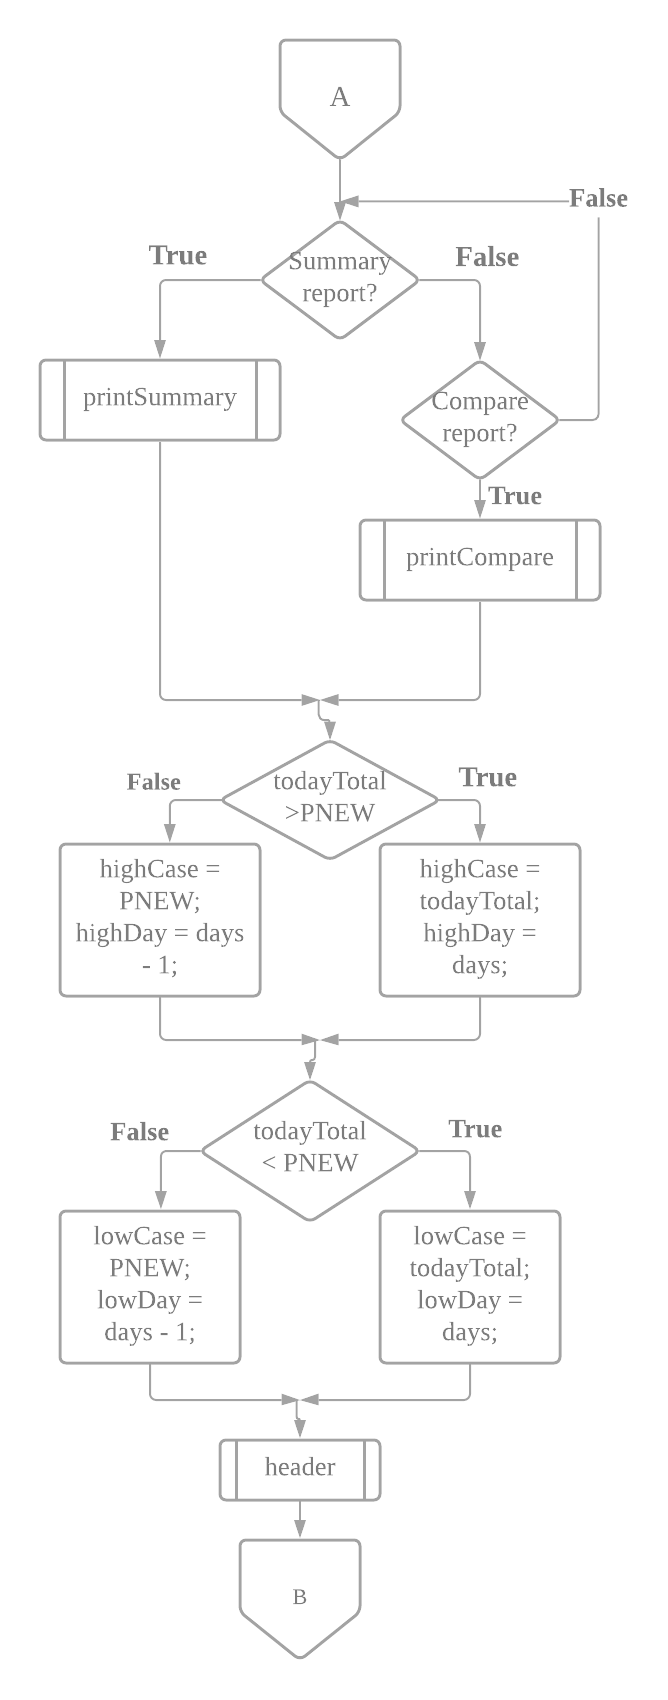 A
False
True
False
Summary
report?
printSummary
Compare
report?
True
printCompare
False
todayTotal
>PNEW
True
highCase =
PNEW;
highDay = days
- 1;
highCase =
todayTotal;
highDay =
days;
False
todayTotal
< PNEW
True
lowCase =
PNEW;
lowDay =
days - 1;
lowCase =
todayTotal;
lowDay =
days;
header
B